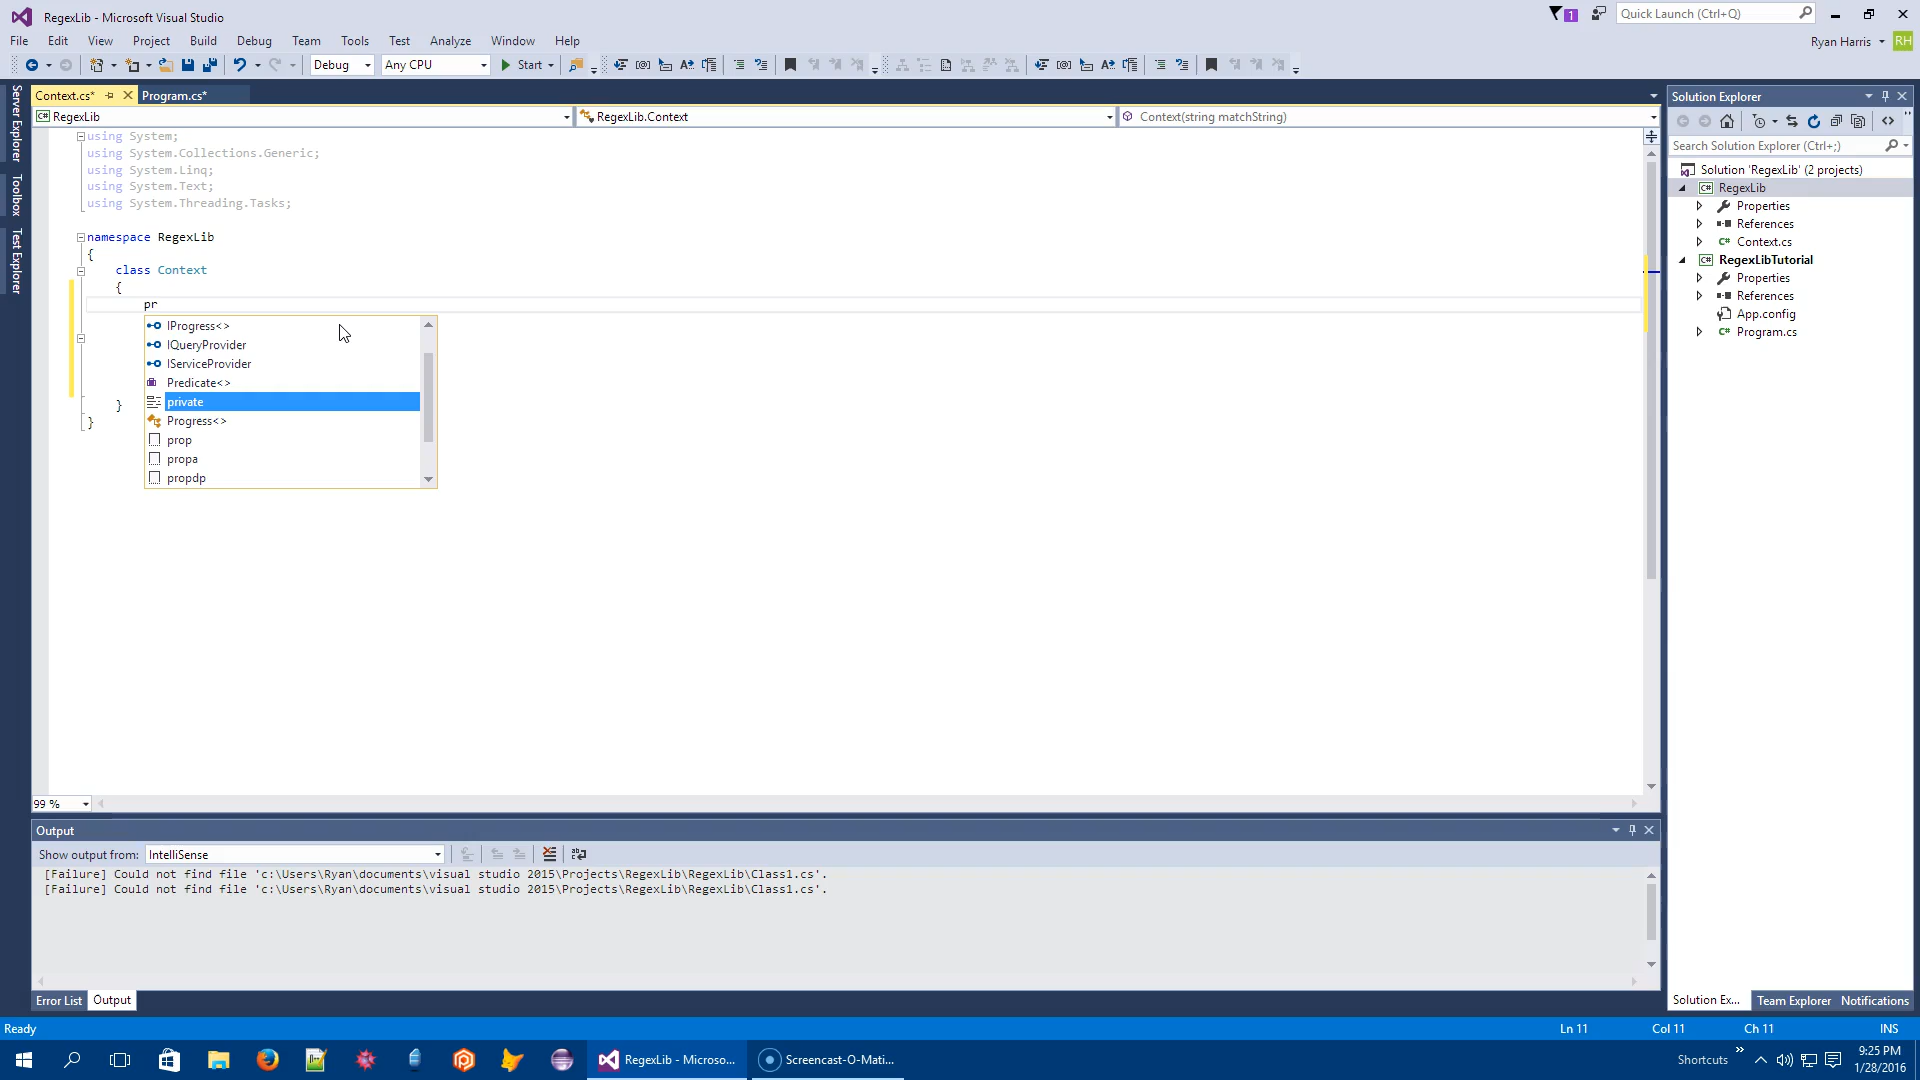 RegexLib - Microsoft Visual Studio
1
Quick Launch (Ctrl+Q)
File Edit View Project Build Debug Team Tools Test Analyze Window Help
Ryan Harris
RH
Debug
Any CPU
Start
Server Explorer
Toolbox
Test Explorer
Context.cs*
Program.cs*
RegexLib
RegexLib.Context
Context(string matchString)
using System;
using System.Collections.Generic;
using System.Linq;
using System.Text;
using System.Threading.Tasks;
namespace RegexLib
{
class Context
{
pr
IProgress<>
IQueryProvider
IServiceProvider
Predicate<>
private
Progress<>
prop
propa
propdp
}
}
99 %
Output
Show output from: IntelliSense
[Failure] Could not find file 'c:\Users\Ryan\documents\visual studio 2015\Projects\RegexLib\RegexLib\Class1.cs'.
[Failure] Could not find file 'c:\Users\Ryan\documents\visual studio 2015\Projects\RegexLib\RegexLib\Class1.cs'.
Error List Output
Solution Explorer
Search Solution Explorer (Ctrl+;)
Solution 'RegexLib' (2 projects)
C# RegexLib
Properties
References
C# Context.cs
C# RegexLibTutorial
Properties
References
App.config
C# Program.cs
Solution Ex... Team Explorer Notifications
Ready
Ln 11 Col 11 Ch 11 INS
RegexLib - Microso...
Screencast-O-Mati...
Shortcuts
9:25 PM
1/28/2016